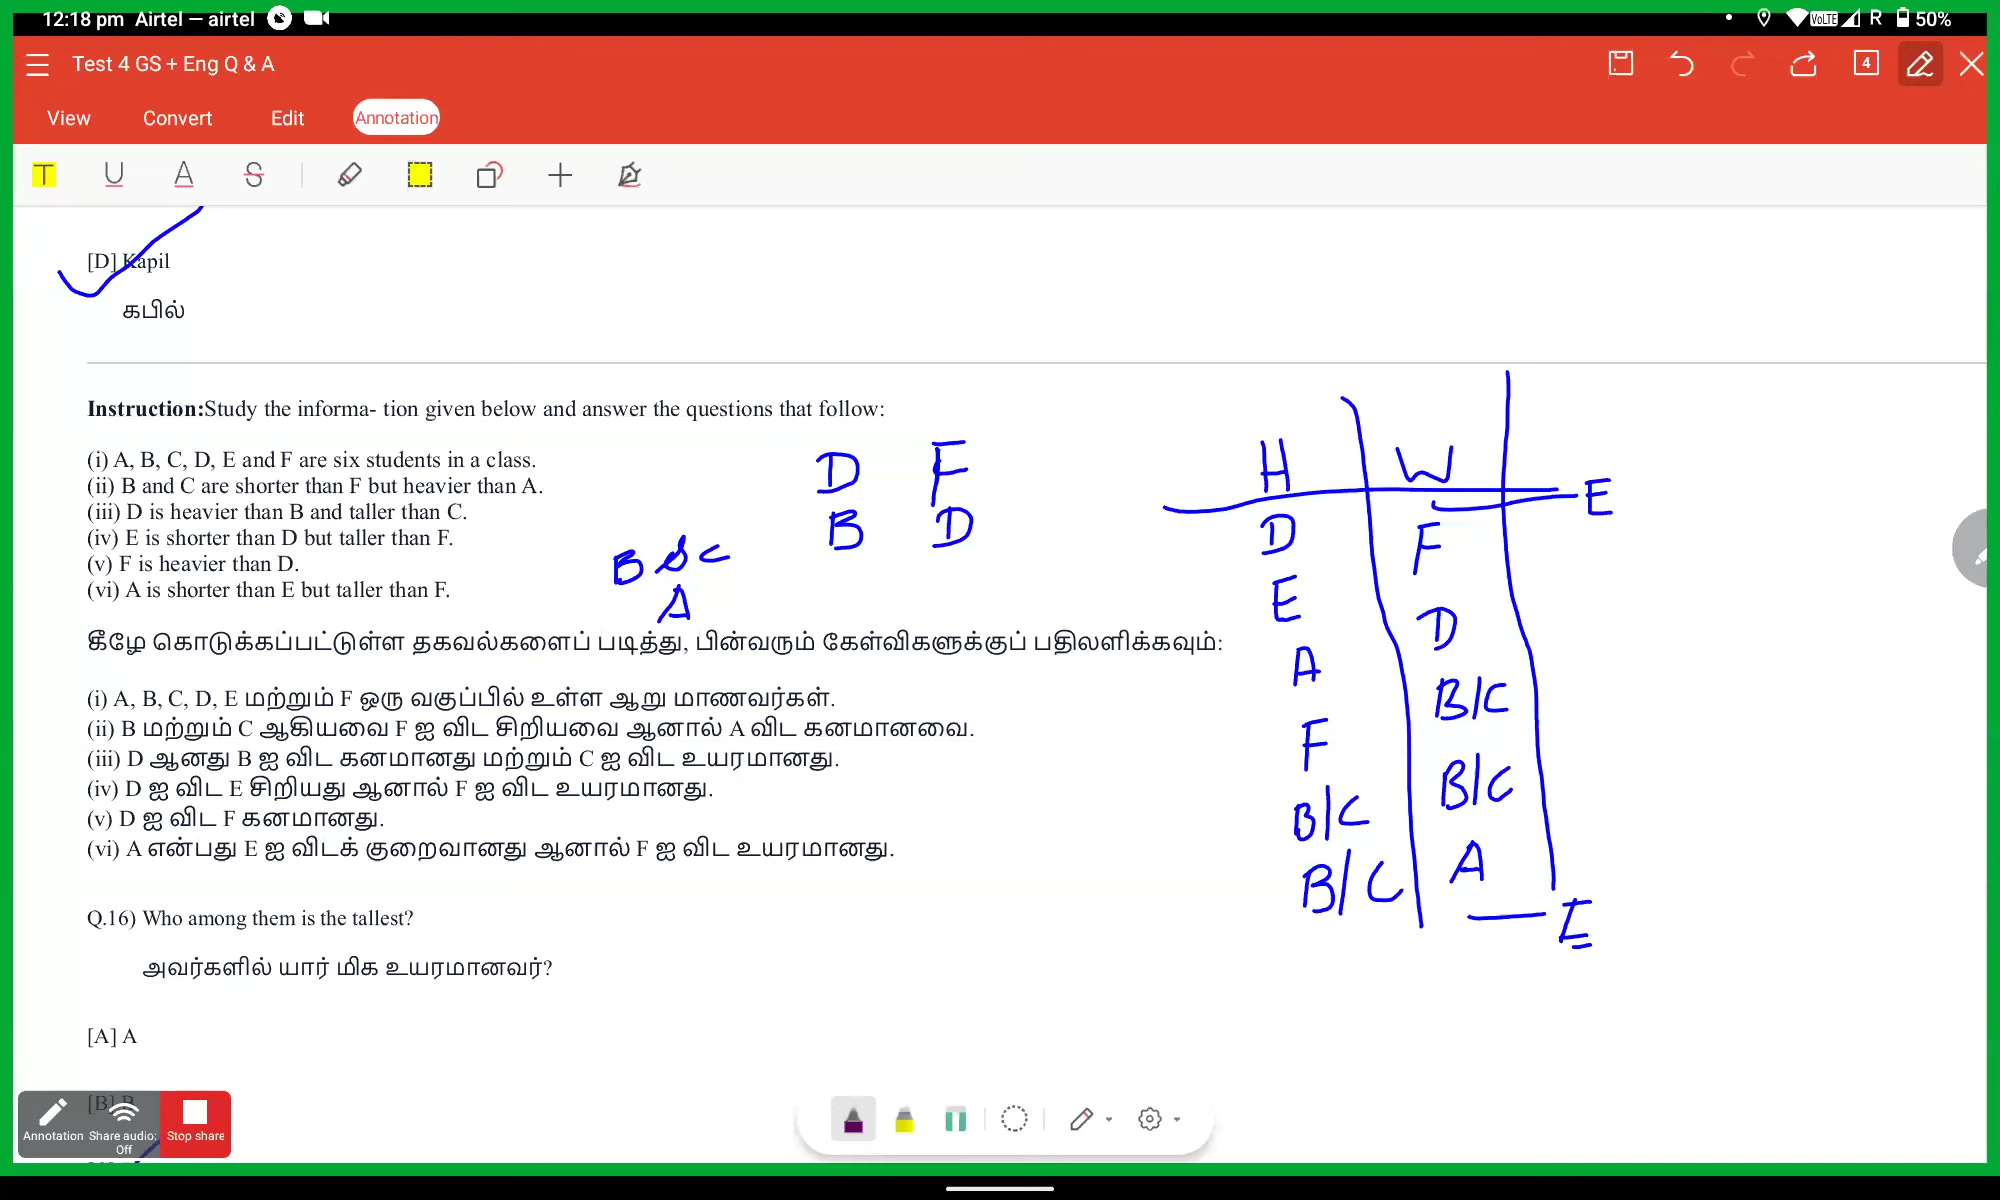 12:18 pm Airtel — airtel
VoLTE R 50%
Test 4 GS + Eng Q & A
4
View Convert Edit Annotation
T U A S
[D] Kapil
கபில்
Instruction:Study the informa- tion given below and answer the questions that follow:
(i) A, B, C, D, E and F are six students in a class.
(ii) B and C are shorter than F but heavier than A.
(iii) D is heavier than B and taller than C.
(iv) E is shorter than D but taller than F.
(v) F is heavier than D.
(vi) A is shorter than E but taller than F.
D F
B D
B & C
A
H W
E
D F
E D
A B/C
F B/C
B/C A
B/C
E
கீழே கொடுக்கப்பட்டுள்ள தகவல்களைப் படித்து, பின்வரும் கேள்விகளுக்குப் பதிலளிக்கவும்:
(i) A, B, C, D, E மற்றும் F ஒரு வகுப்பில் உள்ள ஆறு மாணவர்கள்.
(ii) B மற்றும் C ஆகியவை F ஐ விட சிறியவை ஆனால் A விட கனமானவை.
(iii) D ஆனது B ஐ விட கனமானது மற்றும் C ஐ விட உயரமானது.
(iv) D ஐ விட E சிறியது ஆனால் F ஐ விட உயரமானது.
(v) D ஐ விட F கனமானது.
(vi) A என்பது E ஐ விடக் குறைவானது ஆனால் F ஐ விட உயரமானது.
Q.16) Who among them is the tallest?
அவர்களில் யார் மிக உயரமானவர்?
[A] A
[B] B
Annotation Share audio: Off Stop share